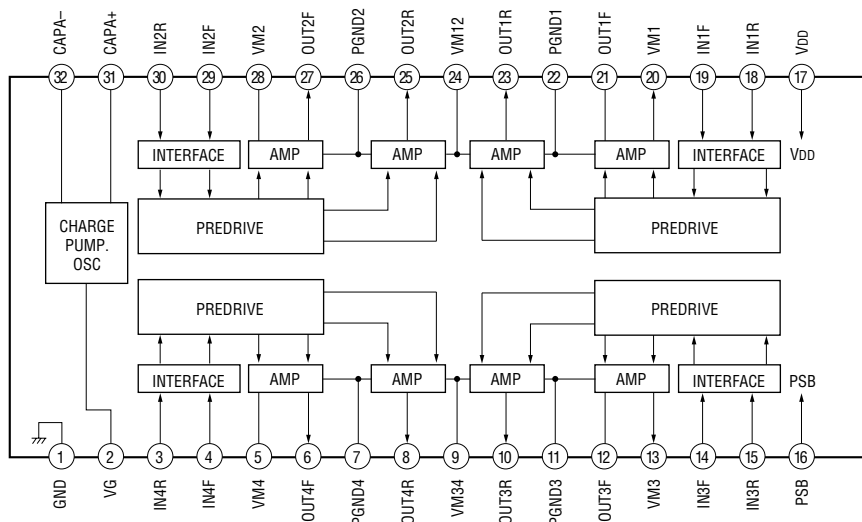 CAPA–
CAPA+
IN2R
IN2F
VM2
OUT2F
PGND2
OUT2R
VM12
OUT1R
PGND1
OUT1F
VM1
IN1F
IN1R
VDD
32 31 30 29 28 27 26 25 24 23 22 21 20 19 18 17
INTERFACE AMP AMP AMP AMP INTERFACE VDD
CHARGE
PUMP.
OSC
PREDRIVE PREDRIVE
PREDRIVE PREDRIVE
INTERFACE AMP AMP AMP AMP INTERFACE PSB
1 2 3 4 5 6 7 8 9 10 11 12 13 14 15 16
GND
VG
IN4R
IN4F
VM4
OUT4F
PGND4
OUT4R
VM34
OUT3R
PGND3
OUT3F
VM3
IN3F
IN3R
PSB